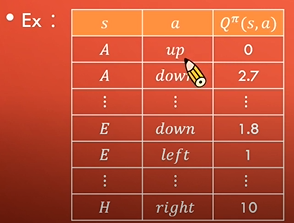 • Ex :
s a Q^π(s, a)
A up 0
A down 2.7
⋮ ⋮ ⋮
E down 1.8
E left 1
⋮ ⋮ ⋮
H right 10